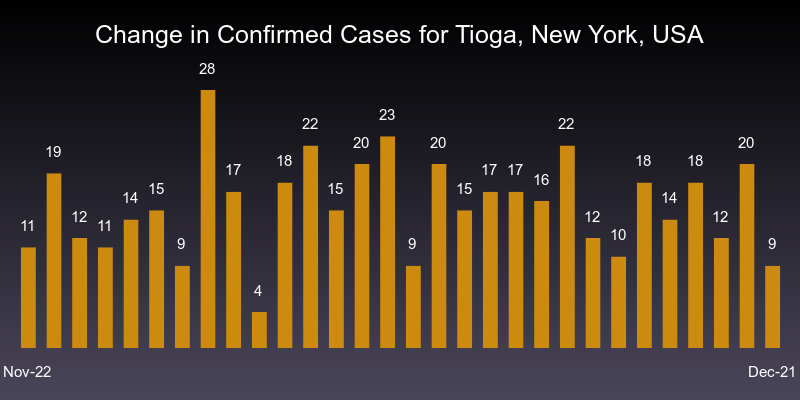 Change in Confirmed Cases for Tioga, New York, USA
11 19 12 11 14 15 9 28 17 4 18 22 15 20 23 9 20 15 17 17 16 22 12 10 18 14 18 12 20 9
Nov-22 Dec-21